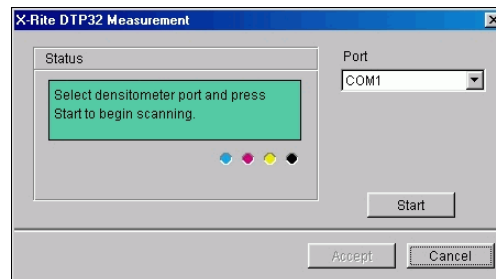 X-Rite DTP32 Measurement
Status
Select densitometer port and press
Start to begin scanning.
Port
COM1
Start
Accept
Cancel